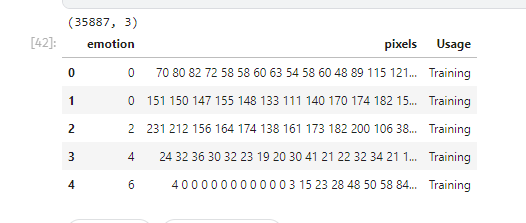 (35887, 3)
[42]: emotion pixels Usage
0 0 70 80 82 72 58 58 60 63 54 58 60 48 89 115 121... Training
1 0 151 150 147 155 148 133 111 140 170 174 182 15... Training
2 2 231 212 156 164 174 138 161 173 182 200 106 38... Training
3 4 24 32 36 30 32 23 19 20 30 41 21 22 32 34 21 1... Training
4 6 4 0 0 0 0 0 0 0 0 0 0 0 3 15 23 28 48 50 58 84... Training